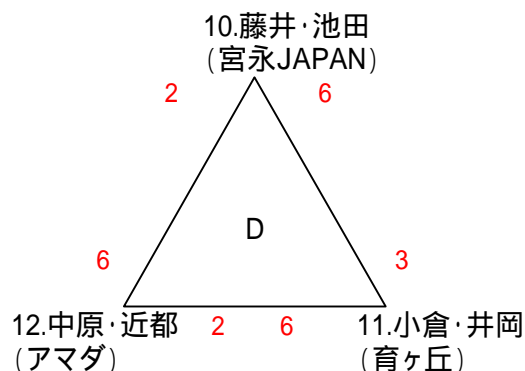 10.藤井·池田
(宮永JAPAN)
2 6
D
6 3
12.中原·近都 2 6 11.小倉·井岡
(アマダ) (育ヶ丘)